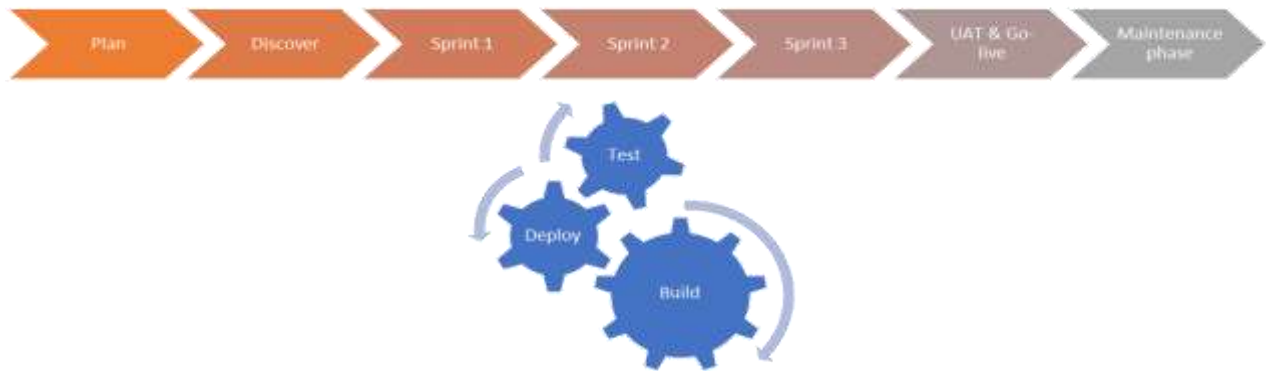 Plan
Discover
Sprint 1
Sprint 2
Sprint 3
UAT & Go-
live
Maintenance
phase
Test
Deploy
Build